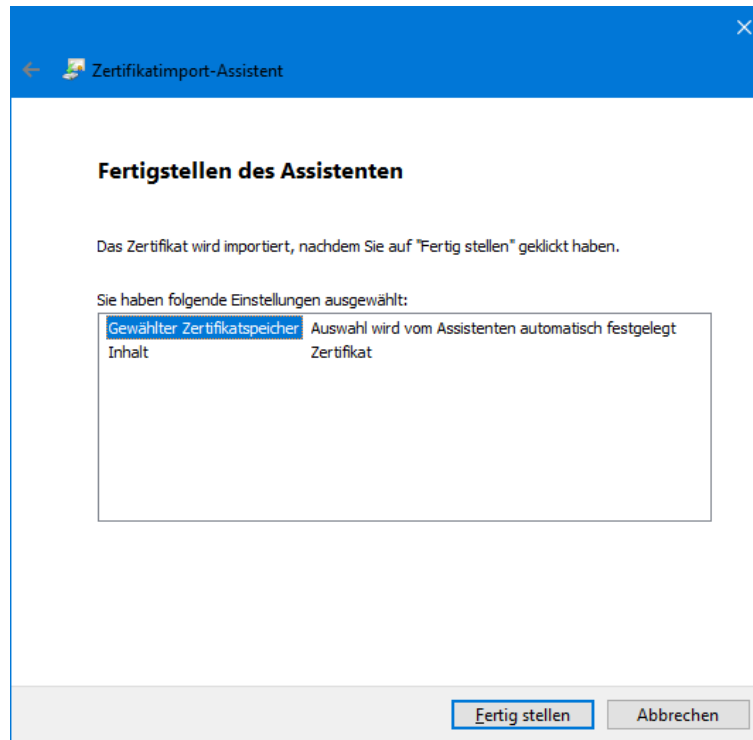 Zertifikatimport-Assistent
Fertigstellen des Assistenten
Das Zertifikat wird importiert, nachdem Sie auf "Fertig stellen" geklickt haben.
Sie haben folgende Einstellungen ausgewählt:
Gewählter Zertifikatspeicher Auswahl wird vom Assistenten automatisch festgelegt
Inhalt Zertifikat
Fertig stellen Abbrechen